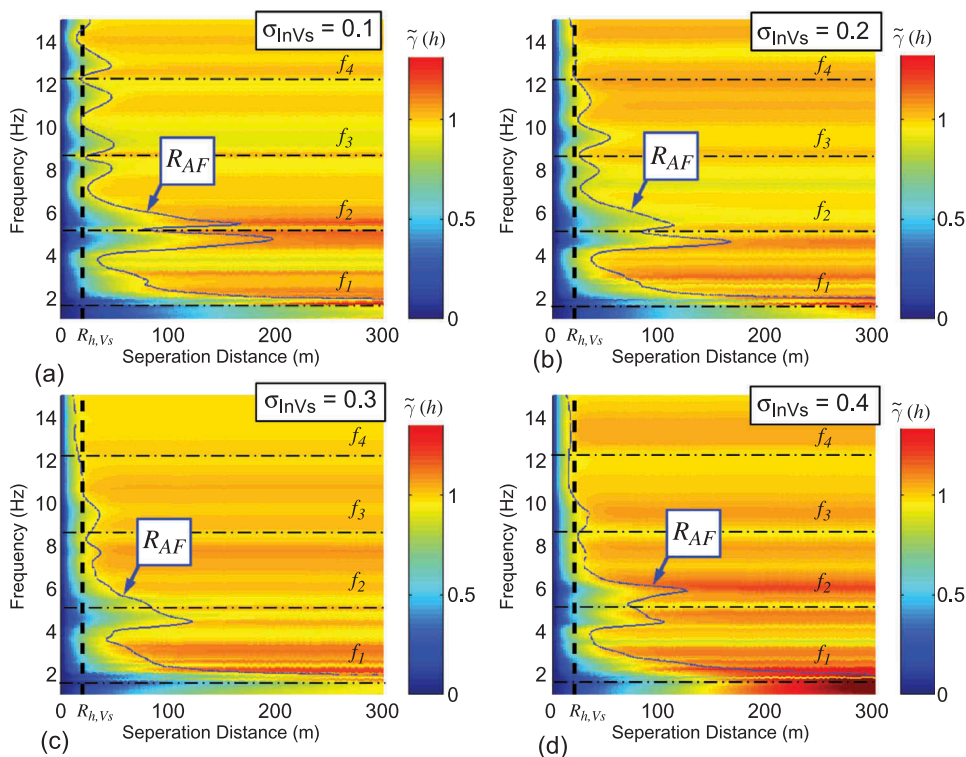 σlnVs = 0.1
γ̃ (h)
14
12
10
8
6
4
2
Frequency (Hz)
f4
f3
f2
f1
RAF
1
0.5
0
0 Rh,Vs 100 200 300
Seperation Distance (m)
(a)
σlnVs = 0.2
γ̃ (h)
14
12
10
8
6
4
2
Frequency (Hz)
f4
f3
f2
f1
RAF
1
0.5
0
0 Rh,Vs 100 200 300
Seperation Distance (m)
(b)
σlnVs = 0.3
γ̃ (h)
14
12
10
8
6
4
2
Frequency (Hz)
f4
f3
f2
f1
RAF
1
0.5
0
0 Rh,Vs 100 200 300
Seperation Distance (m)
(c)
σlnVs = 0.4
γ̃ (h)
14
12
10
8
6
4
2
Frequency (Hz)
f4
f3
f2
f1
RAF
1
0.5
0
0 Rh,Vs 100 200 300
Seperation Distance (m)
(d)